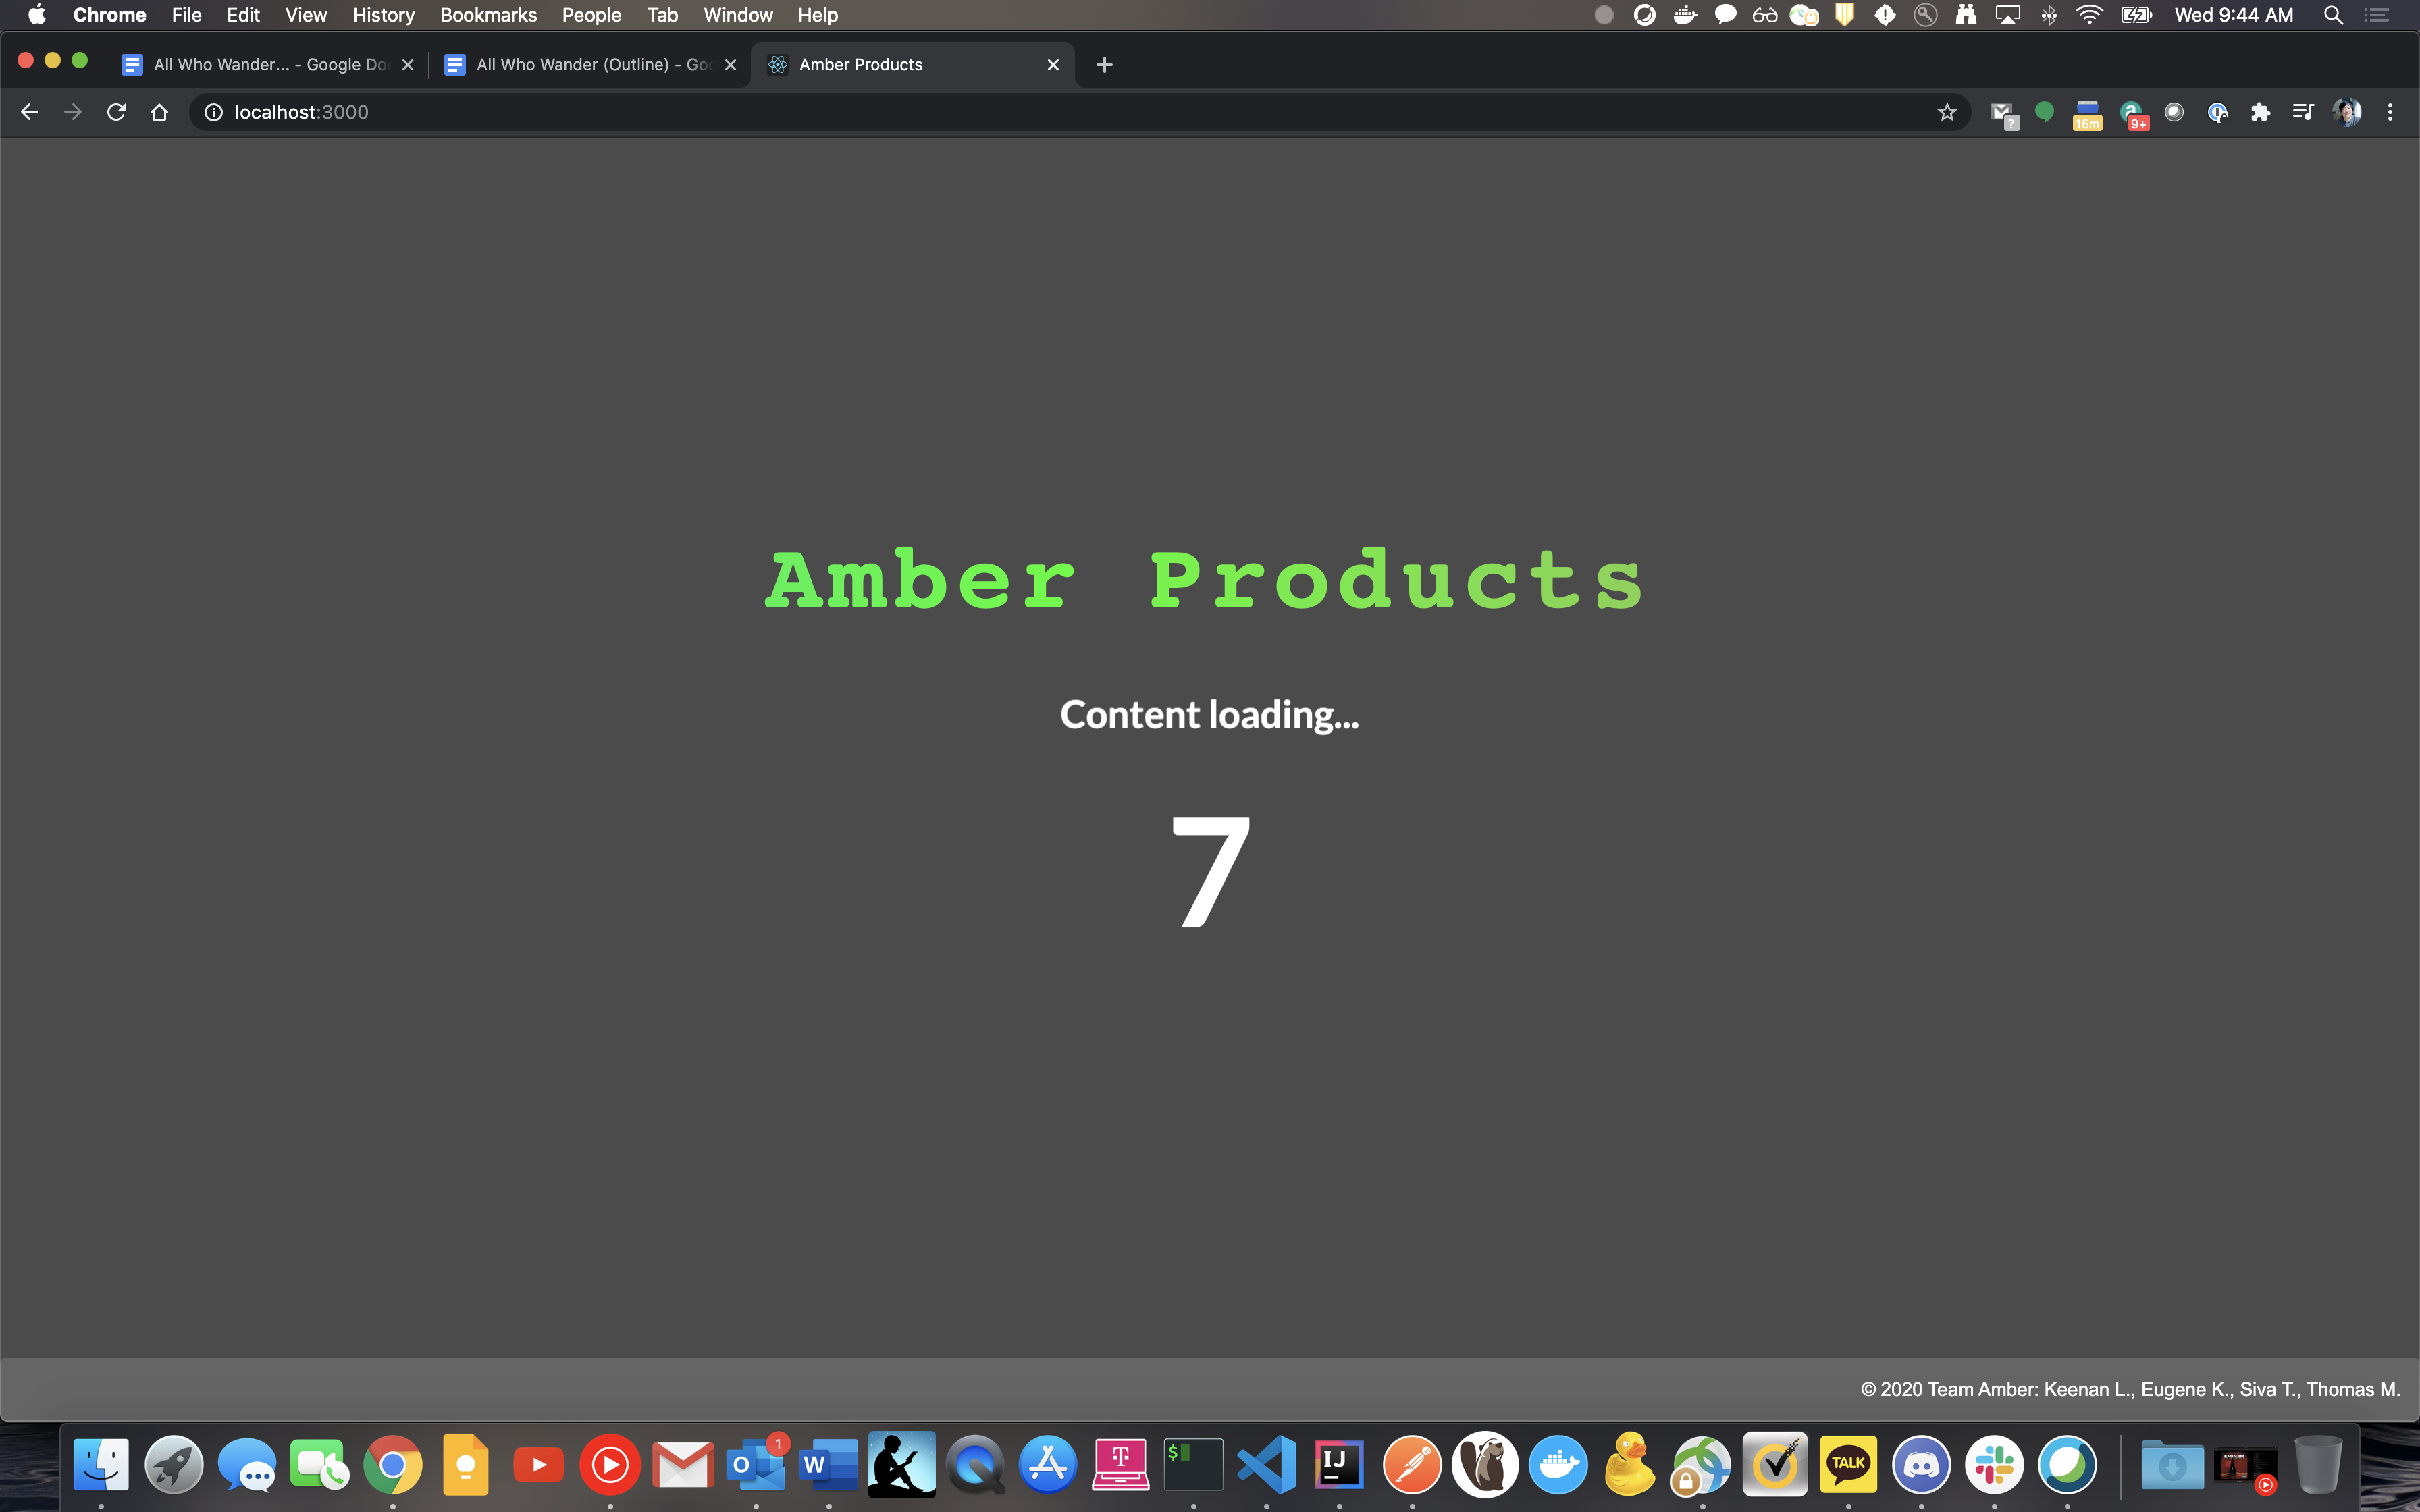 Chrome File Edit View History Bookmarks People Tab Window Help Wed 9:44 AM
All Who Wander... - Google Do All Who Wander (Outline) - Goo Amber Products
localhost:3000
? 16m a 9+
Amber Products
Content loading...
7
© 2020 Team Amber: Keenan L., Eugene K., Siva T., Thomas M.
O 1 W T $ IJ TALK